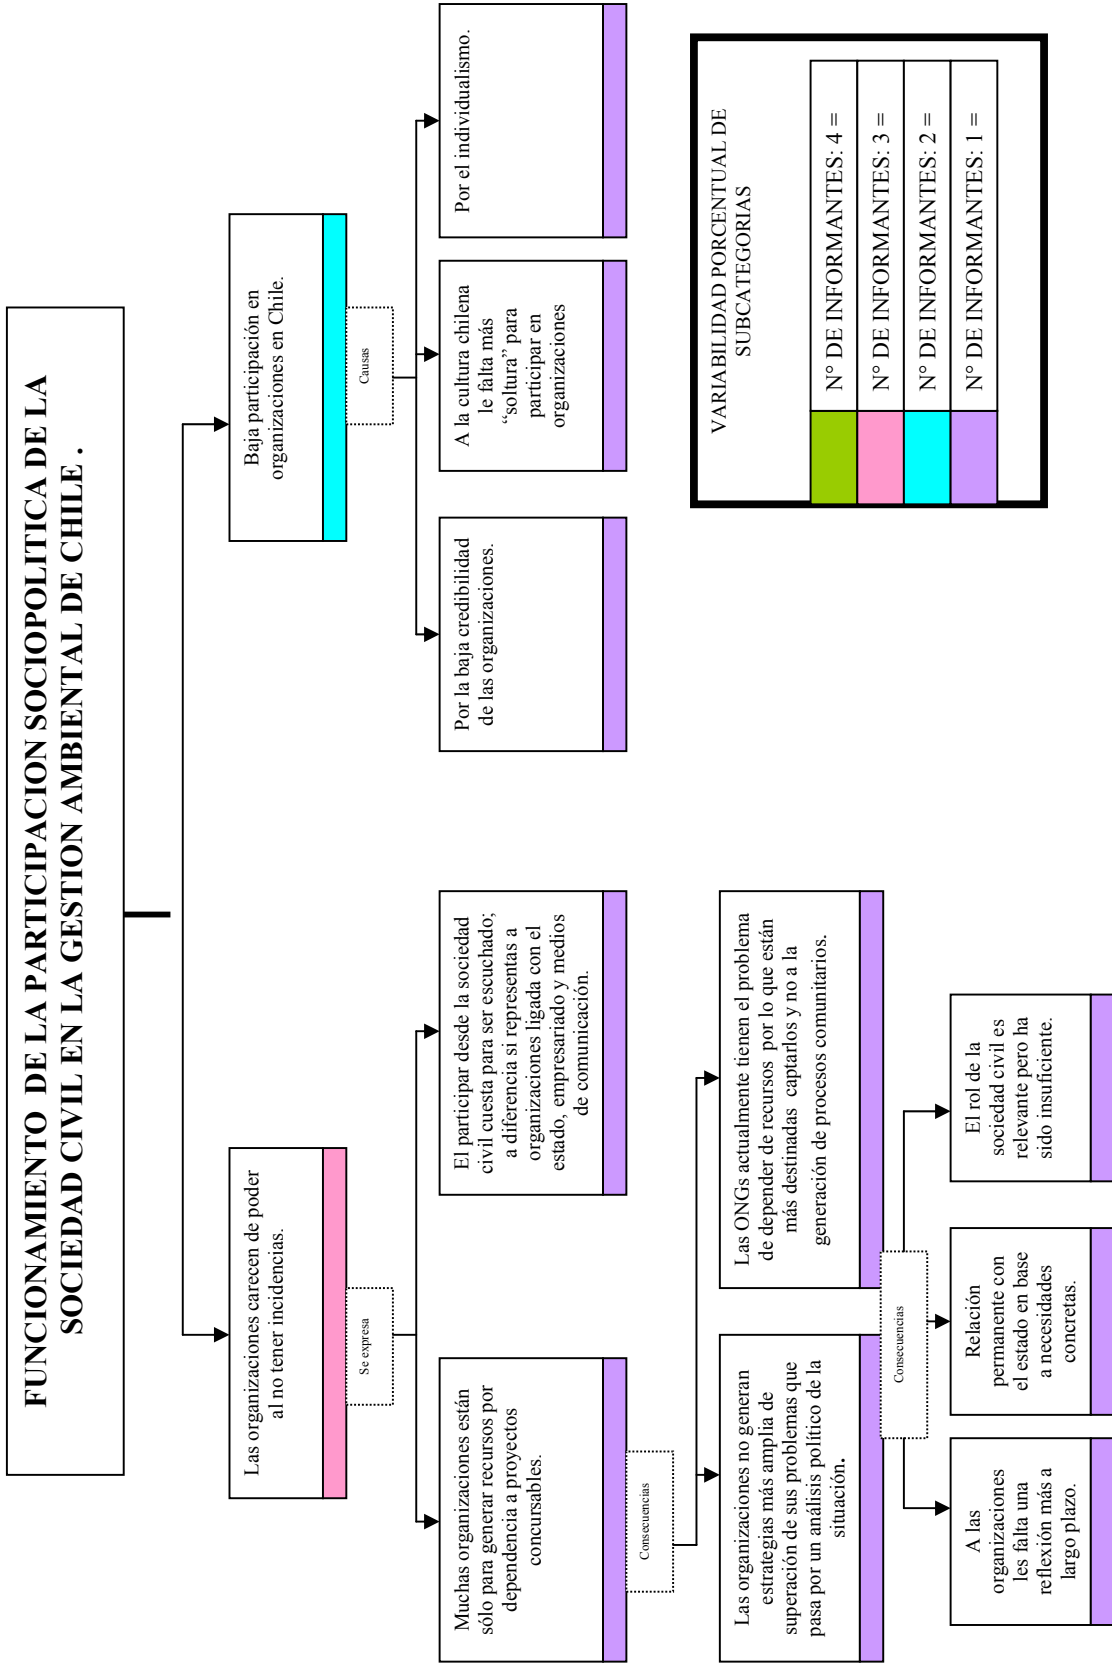 FUNCIONAMIENTO DE LA PARTICIPACION SOCIOPOLITICA DE LA
SOCIEDAD CIVIL EN LA GESTION AMBIENTAL DE CHILE .
Las organizaciones carecen de poder
al no tener incidencias.
Se expresa
Muchas organizaciones están
sólo para generar recursos por
dependencia a proyectos
concursables.
El participar desde la sociedad
civil cuesta para ser escuchado;
a diferencia si representas a
organizaciones ligada con el
estado, empresariado y medios
de comunicación.
Consecuencias
Las organizaciones no generan
estrategias más amplia de
superación de sus problemas que
pasa por un análisis político de la
situación.
Las ONGs actualmente tienen el problema
de depender de recursos por lo que están
más destinadas captarlos y no a la
generación de procesos comunitarios.
Consecuencias
A las
organizaciones
les falta una
reflexión más a
largo plazo.
Relación
permanente con
el estado en base
a necesidades
concretas.
El rol de la
sociedad civil es
relevante pero ha
sido insuficiente.
Baja participación en
organizaciones en Chile.
Causas
Por la baja credibilidad
de las organizaciones.
A la cultura chilena
le falta más
“soltura” para
participar en
organizaciones
Por el individualismo.
VARIABILIDAD PORCENTUAL DE
SUBCATEGORIAS
N° DE INFORMANTES: 4 =
N° DE INFORMANTES: 3 =
N° DE INFORMANTES: 2 =
N° DE INFORMANTES: 1 =